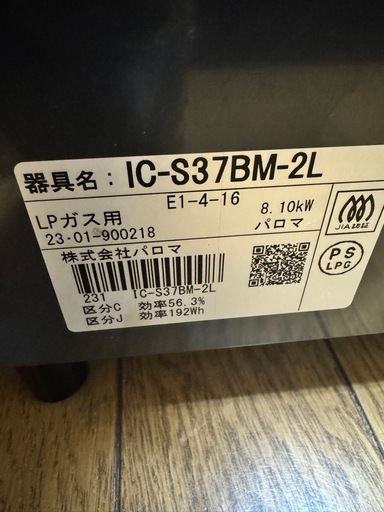 器具名：IC-S37BM-2L
E1-4-16
LPガス用 8.10kW
23·01-900218 パロマ
株式会社パロマ
JIA認証
PS
LPG
231 IC-S37BM-2L
区分C 効率56.3%
区分J 効率192Wh